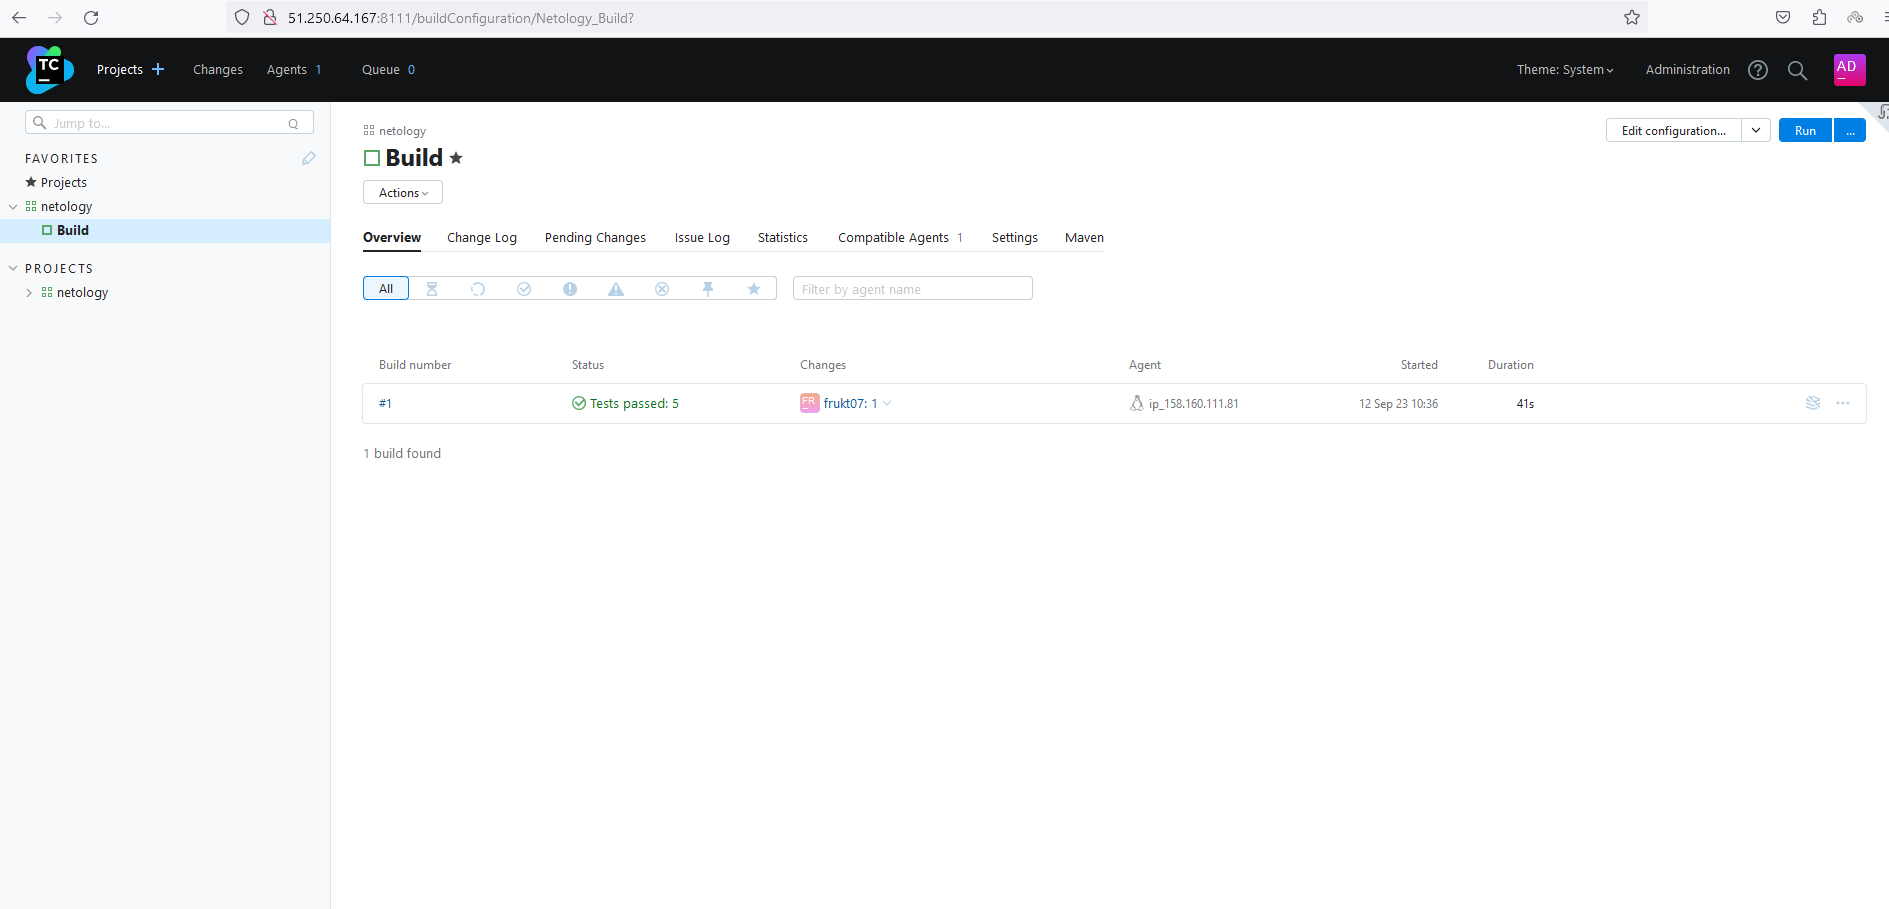 51.250.64.167:8111/buildConfiguration/Netology_Build?
TC
Projects
Changes
Agents 1
Queue 0
Theme: System
Administration
AD
Jump to...
Q
FAVORITES
Projects
netology
Build
PROJECTS
netology
netology
Build
Edit configuration...
Run
...
Actions
Overview
Change Log
Pending Changes
Issue Log
Statistics
Compatible Agents 1
Settings
Maven
All
Filter by agent name
Build number Status Changes Agent Started Duration
#1 Tests passed: 5 FR frukt07: 1 ip_158.160.111.81 12 Sep 23 10:36 41s
1 build found